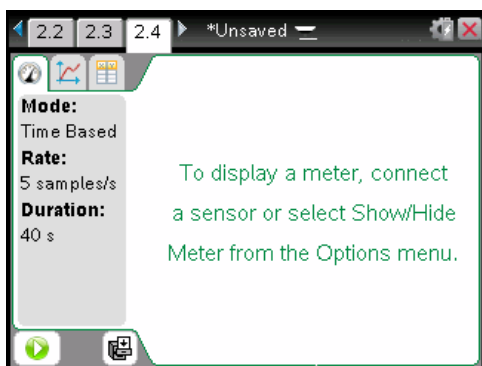 2.2 2.3 2.4 *Unsaved
Mode:
Time Based
Rate:
5 samples/s
Duration:
40 s
To display a meter, connect
a sensor or select Show/Hide
Meter from the Options menu.